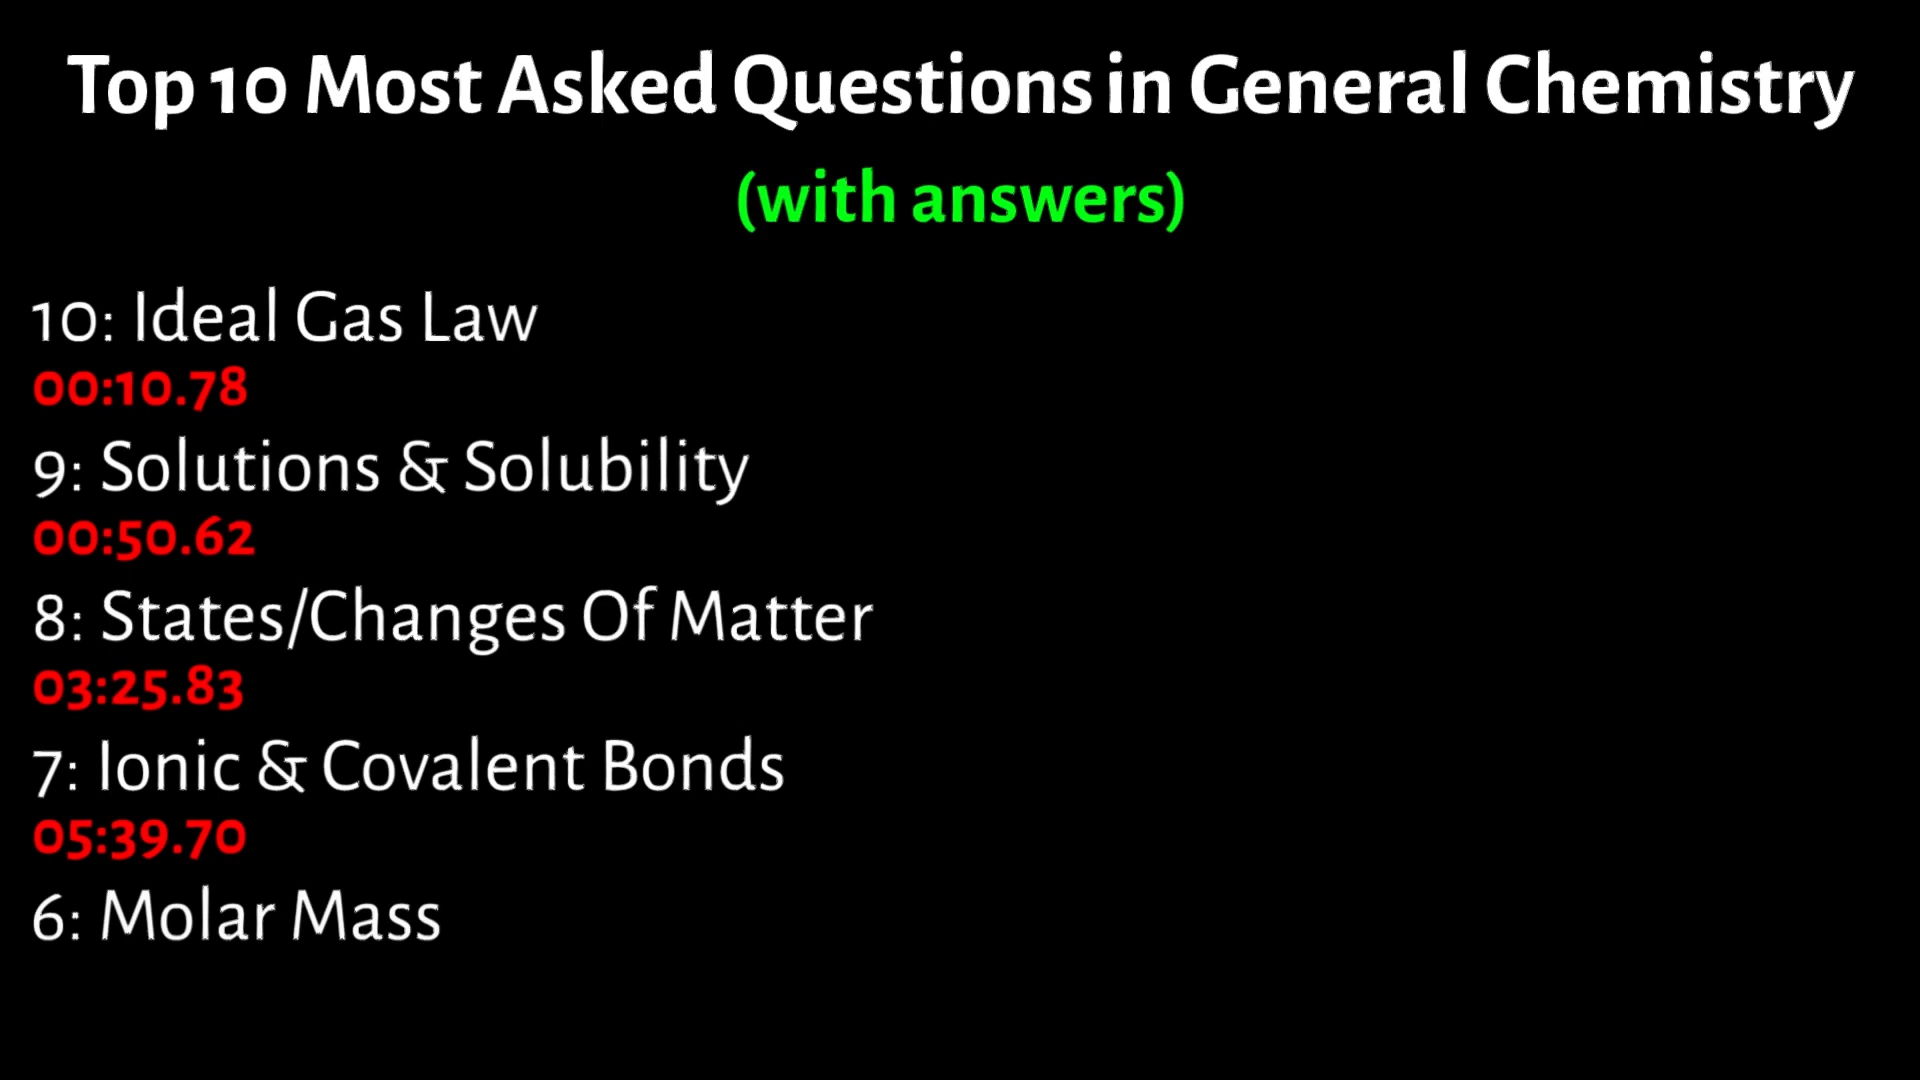 Top 10 Most Asked Questions in General Chemistry
(with answers)
10: Ideal Gas Law
00:10.78
9: Solutions & Solubility
00:50.62
8: States/Changes Of Matter
03:25.83
7: Ionic & Covalent Bonds
05:39.70
6: Molar Mass